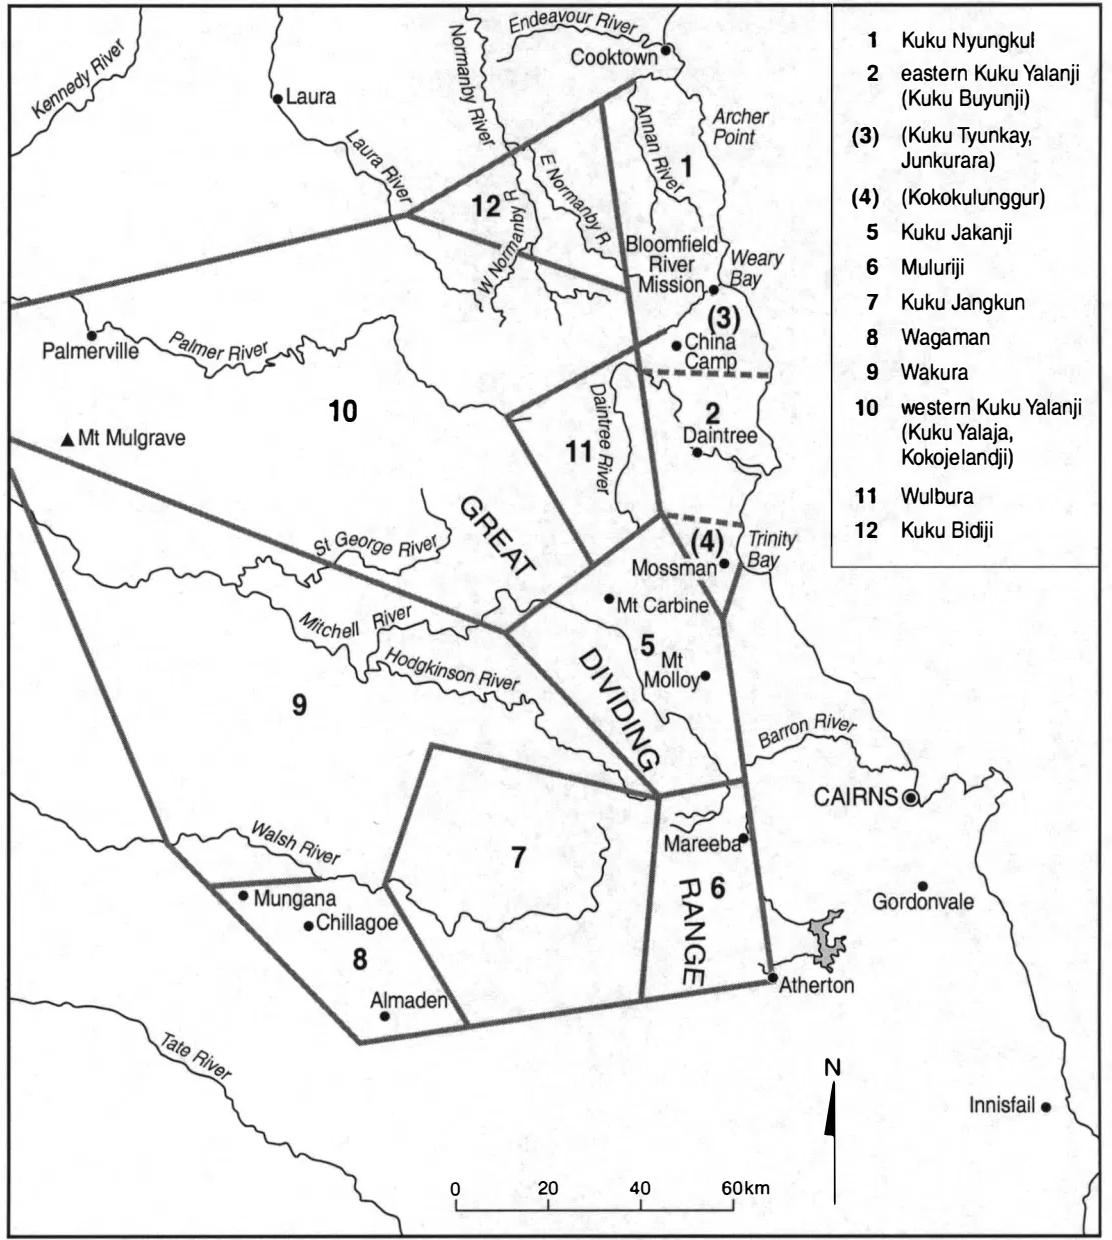 Endeavour River
Cooktown
Kennedy River
Laura
Normanby River
Laura River
Annan River
Archer
Point
1
E Normanby R
12
W Normanby R
Bloomfield
River
Mission
Weary
Bay
(3)
China
Camp
Palmerville
Palmer River
10
Mt Mulgrave
Daintree River
11
2
Daintree
GREAT
St George River
(4)
Mossman
Trinity
Bay
Mt Carbine
Mitchell River
Hodgkinson River
5
Mt
Molloy
DIVIDING
9
Barron River
CAIRNS
Walsh River
7
Mareeba
6
RANGE
Gordonvale
Mungana
Chillagoe
8
Almaden
Atherton
Tate River
Innisfail
N
0 20 40 60km
1 Kuku Nyungkul
2 eastern Kuku Yalanji
(Kuku Buyunji)
(3) (Kuku Tyunkay,
Junkurara)
(4) (Kokokulunggur)
5 Kuku Jakanji
6 Muluriji
7 Kuku Jangkun
8 Wagaman
9 Wakura
10 western Kuku Yalanji
(Kuku Yalaja,
Kokojelandji)
11 Wulbura
12 Kuku Bidiji